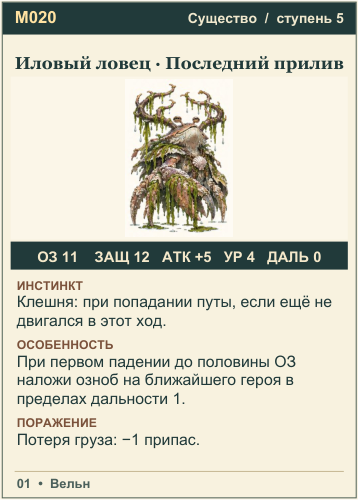 M020 Существо / ступень 5
Иловый ловец · Последний прилив
ОЗ 11 ЗАЩ 12 АТК +5 УР 4 ДАЛЬ 0
ИНСТИНКТ
Клешня: при попадании путы, если ещё не
двигался в этот ход.
ОСОБЕННОСТЬ
При первом падении до половины ОЗ
наложи озноб на ближайшего героя в
пределах дальности 1.
ПОРАЖЕНИЕ
Потеря груза: −1 припас.
01 • Вельн